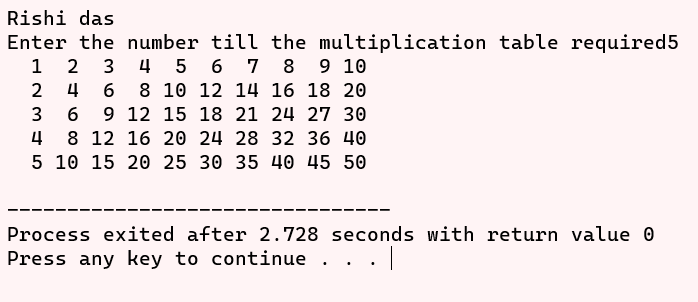 Rishi das
Enter the number till the multiplication table required5
  1  2  3  4  5  6  7  8  9 10
  2  4  6  8 10 12 14 16 18 20
  3  6  9 12 15 18 21 24 27 30
  4  8 12 16 20 24 28 32 36 40
  5 10 15 20 25 30 35 40 45 50

--------------------------------
Process exited after 2.728 seconds with return value 0
Press any key to continue . . .